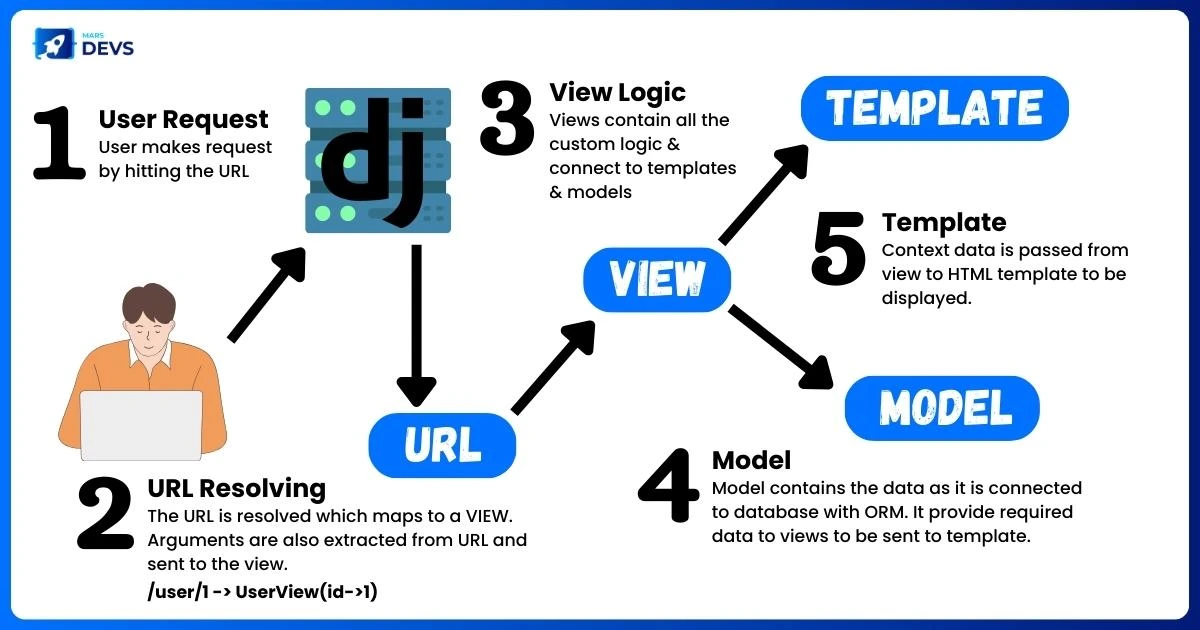 MARS
DEVS
1
User Request
User makes request
by hitting the URL
dj
3
View Logic
Views contain all the
custom logic &
connect to templates
& models
TEMPLATE
5
Template
Context data is passed from
view to HTML template to be
displayed.
VIEW
URL
MODEL
2
URL Resolving
The URL is resolved which maps to a VIEW.
Arguments are also extracted from URL and
sent to the view.
/user/1 -> UserView(id->1)
4
Model
Model contains the data as it is connected
to database with ORM. It provide required
data to views to be sent to template.